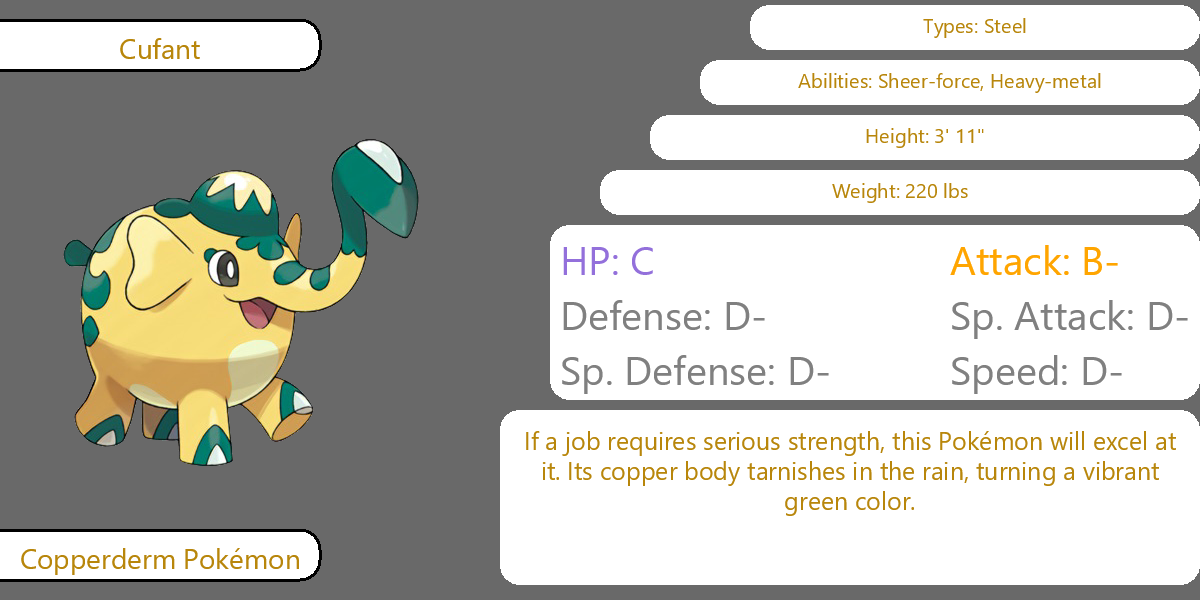 Cufant
Types: Steel
Abilities: Sheer-force, Heavy-metal
Height: 3' 11"
Weight: 220 lbs
HP: C
Attack: B-
Defense: D-
Sp. Attack: D-
Sp. Defense: D-
Speed: D-
If a job requires serious strength, this Pokémon will excel at
it. Its copper body tarnishes in the rain, turning a vibrant
green color.
Copperderm Pokémon